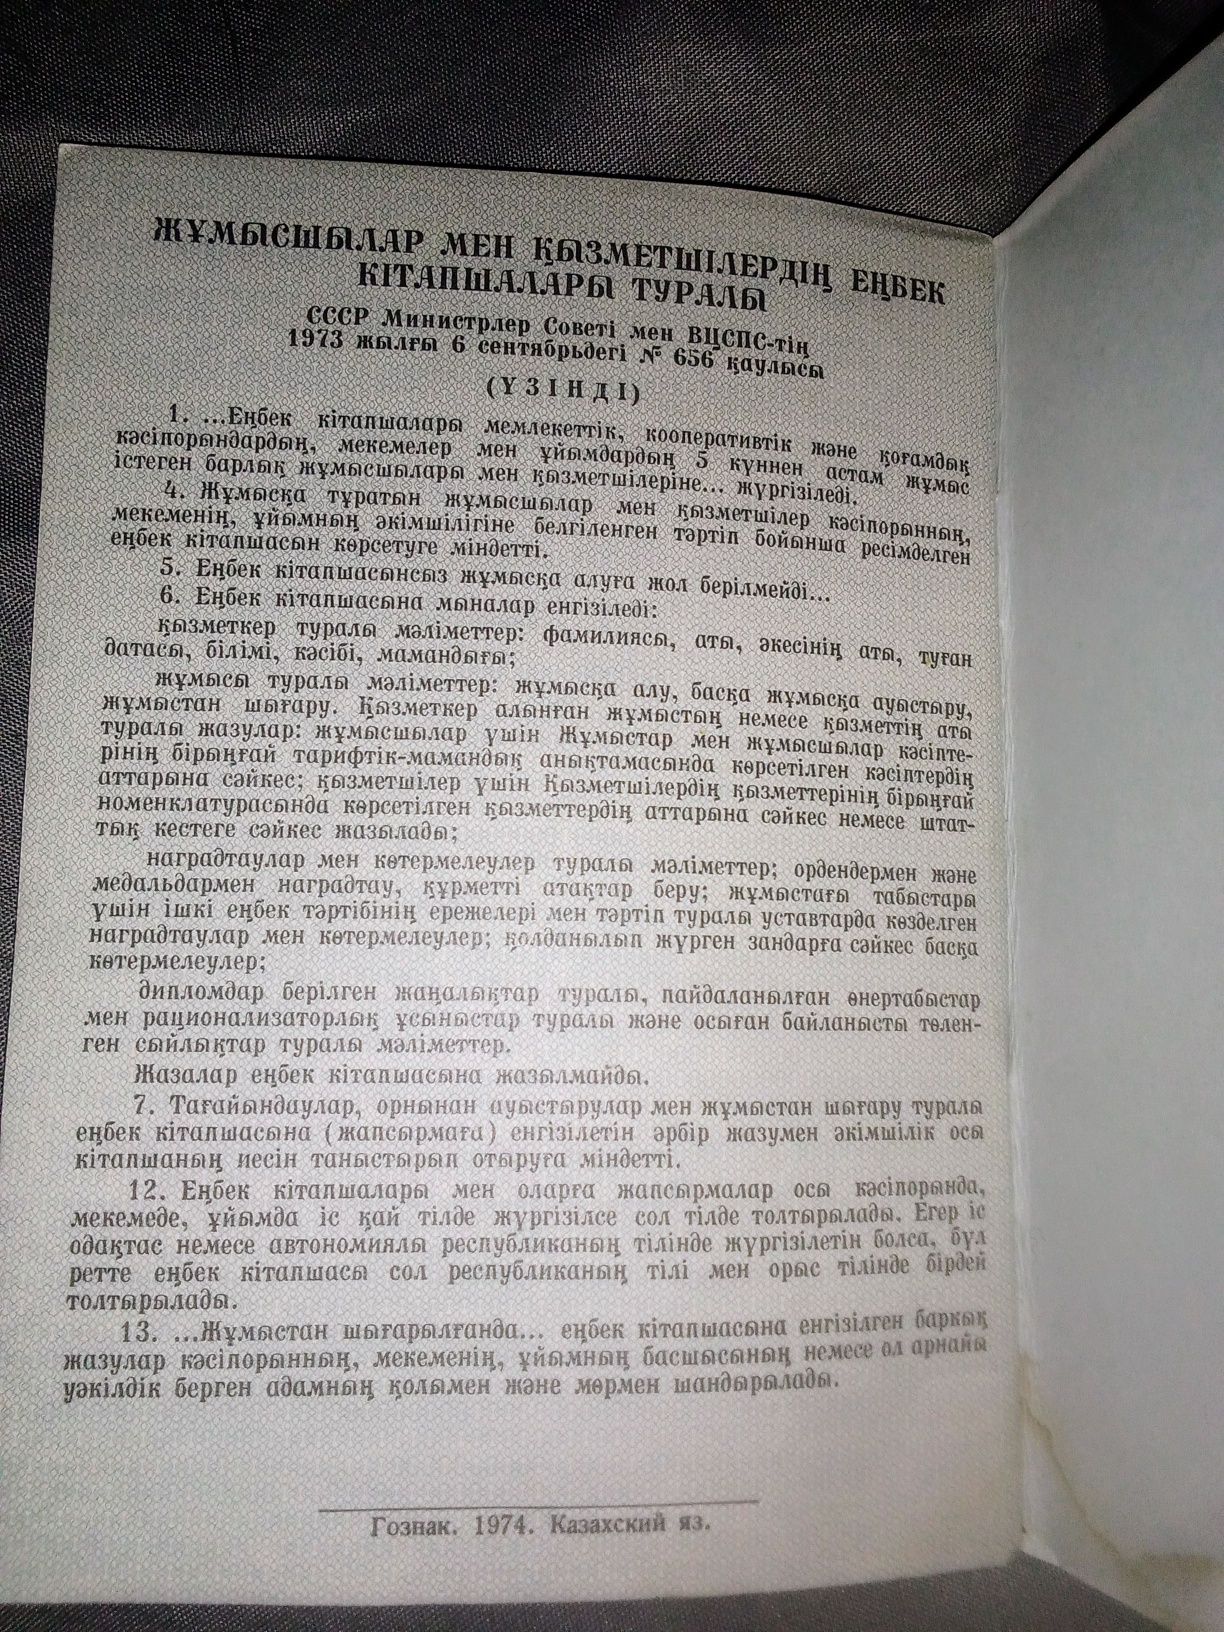 ЖҰМЫСШЫЛАР МЕН ҚЫЗМЕТШІЛЕРДІҢ ЕҢБЕК
КІТАПШАЛАРЫ ТУРАЛЫ
СССР Министрлер Советі мен ВЦСПС-тің
1973 жылғы 6 сентябрьдегі № 656 қаулысы
(ҮЗІНДІ)
1. ...Еңбек кітапшалары мемлекеттік, кооперативтік және қоғамдық
кәсіпорындардың, мекемелер мен ұйымдардың 5 күннен астам жұмыс
істеген барлық жұмысшылары мен қызметшілеріне... жүргізіледі.
4. Жұмысқа тұратын жұмысшылар мен қызметшілер кәсіпорынның,
мекеменің, ұйымның әкімшілігіне белгіленген тәртіп бойынша ресімделген
еңбек кітапшасын көрсетуге міндетті.
5. Еңбек кітапшасынсыз жұмысқа алуға жол берілмейді...
6. Еңбек кітапшасына мыналар енгізіледі:
қызметкер туралы мәліметтер: фамилиясы, аты, әкесінің аты, туған
датасы, білімі, кәсібі, мамандығы;
жұмысы туралы мәліметтер: жұмысқа алу, басқа жұмысқа ауыстыру,
жұмыстан шығару. Қызметкер алынған жұмыстың немесе қызметтің аты
туралы жазулар: жұмысшылар үшін Жұмыстар мен жұмысшылар кәсіпте-
рінің бірыңғай тарифтік-мамандық анықтамасында көрсетілген кәсіптердің
аттарына сәйкес; қызметшілер үшін Қызметшілердің қызметтерінің бірыңғай
номенклатурасында көрсетілген қызметтердің аттарына сәйкес немесе штат-
тық кестеге сәйкес жазылады;
наградтаулар мен көтермелеулер туралы мәліметтер; ордендермен және
медальдармен наградтау, құрметті атақтар беру; жұмыстағы табыстары
үшін ішкі еңбек тәртібінің ережелері мен тәртіп туралы уставтарда көзделген
наградтаулар мен көтермелеулер; қолданылып жүрген зандарға сәйкес басқа
көтермелеулер;
дипломдар берілген жаңалықтар туралы, пайдаланылған өнертабыстар
мен рационализаторлық ұсыныстар туралы және осыған байланысты төлен-
ген сыйлықтар туралы мәліметтер.
Жазалар еңбек кітапшасына жазылмайды.
7. Тағайындаулар, орнынан ауыстырулар мен жұмыстан шығару туралы
еңбек кітапшасына (жапсырмаға) енгізілетін әрбір жазумен әкімшілік осы
кітапшаның иесін таныстырып отыруға міндетті.
12. Еңбек кітапшалары мен оларға жапсырмалар осы кәсіпорында,
мекемеде, ұйымда іс қай тілде жүргізілсе сол тілде толтырылады. Егер іс
одақтас немесе автономиялы республиканың тілінде жүргізілетін болса, бұл
ретте еңбек кітапшасы сол республиканың тілі мен орыс тілінде бірдей
толтырылады.
13. ...Жұмыстан шығарылғанда... еңбек кітапшасына енгізілген барқық
жазулар кәсіпорынның, мекеменің, ұйымның басшысының немесе ол арнайы
уәкілдік берген адамның қолымен және мөрмен шандырылады.
Гознак. 1974. Казахский яз.